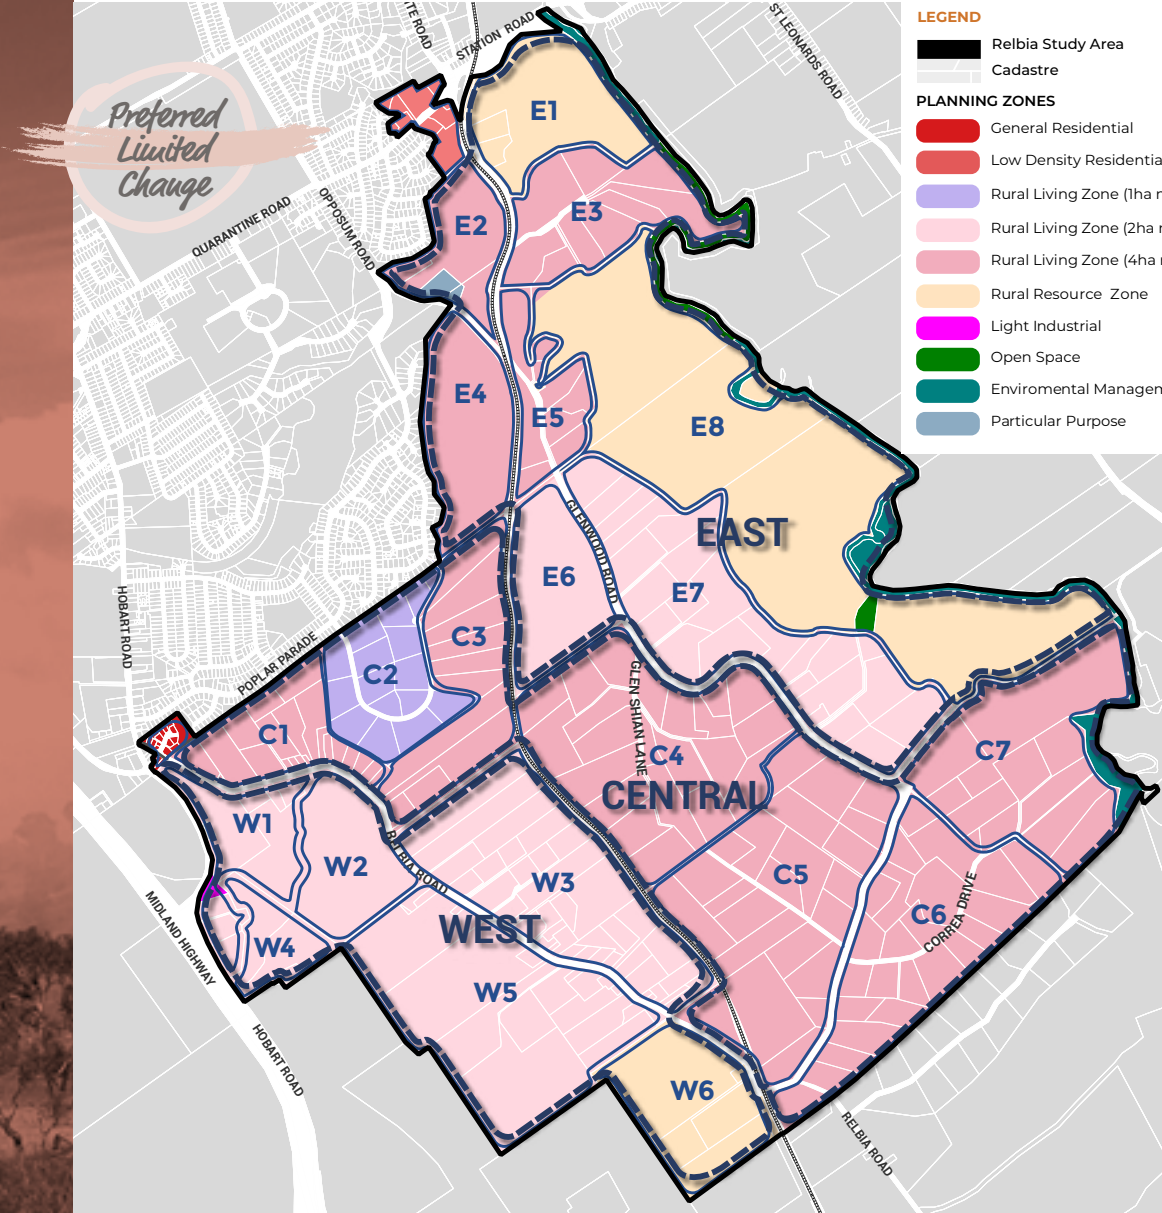 Preferred
Limited
Change
LEGEND
Relbia Study Area
Cadastre
PLANNING ZONES
General Residential
Low Density Residentia
Rural Living Zone (1ha
Rural Living Zone (2ha
Rural Living Zone (4ha
Rural Resource Zone
Light Industrial
Open Space
Enviromental Managen
Particular Purpose
STATION ROAD
ST LEONARDS ROAD
ROAD
QUARANTINE ROAD
OPPOSUM ROAD
HOBART ROAD
POPLAR PARADE
GLENWOOD ROAD
GLEN SHIAN LANE
RELBIA ROAD
CORREA DRIVE
MIDLAND HIGHWAY
HOBART ROAD
RELBIA ROAD
EAST
CENTRAL
WEST
E1
E2
E3
E4
E5
E6
E7
E8
C1
C2
C3
C4
C5
C6
C7
W1
W2
W3
W4
W5
W6